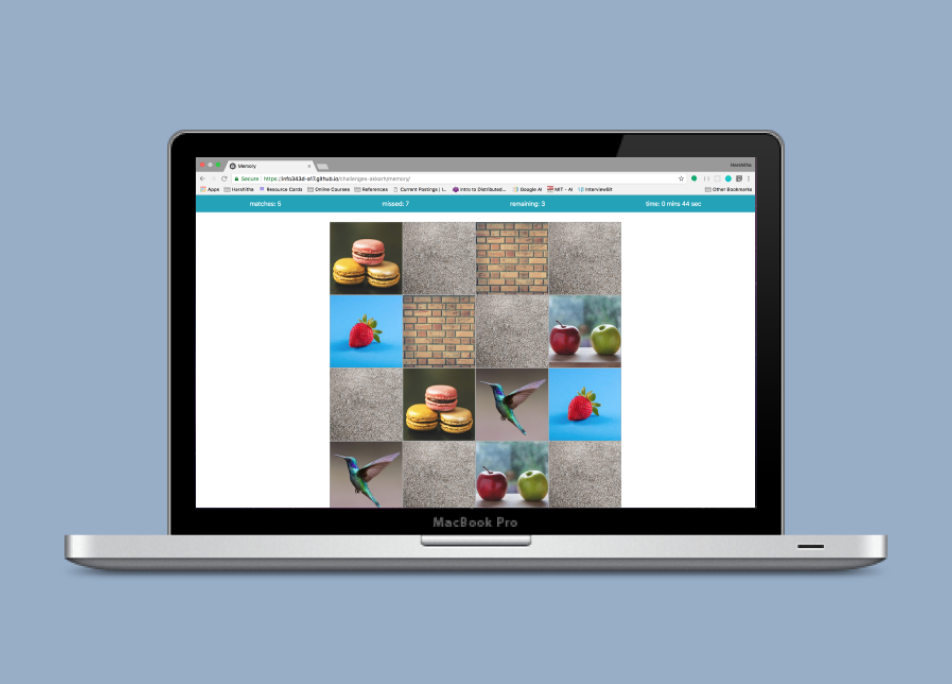 Memory
Harshitha
Secure https://info343d-a17.github.io/challenges-akkarh/memory/
Apps Harshitha Resource Cards Online Courses References Current Postings | I... Intro to Distributed... Google AI MIT - AI InterviewBit Other Bookmarks
matches: 5 missed: 7 remaining: 3 time: 0 mins 44 sec
MacBook Pro